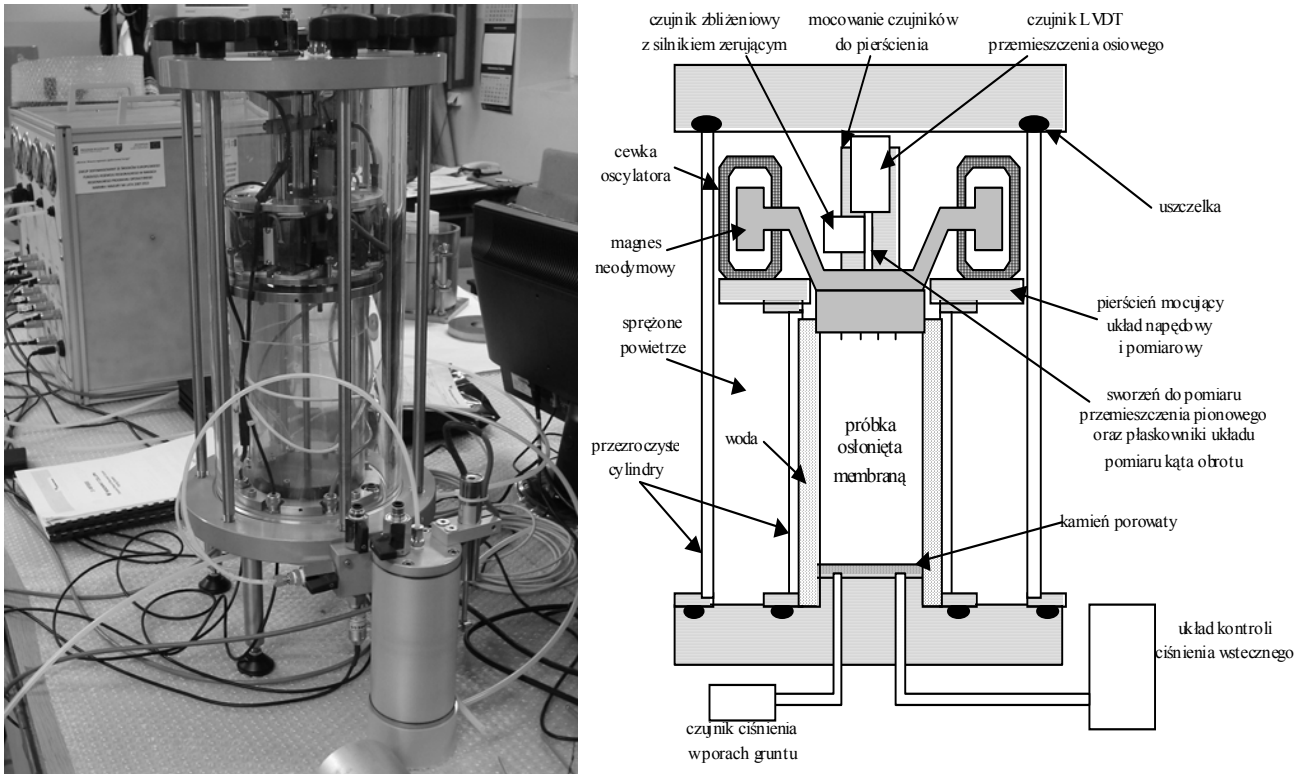 czujnik zbliżeniowy
z silnikiem zerującym
mocowanie czujników
do pierścienia
czujnik LVDT
przemieszczenia osiowego
cewka
oscylatora
uszczelka
magnes
neodymowy
pierścień mocujący
układ napędowy
i pomiarowy
sprężone
powietrze
sworzeń do pomiaru
przemieszczenia pionowego
oraz płaskowniki układu
pomiaru kąta obrotu
woda
próbka
osłonięta
membraną
przezroczyste
cylindry
kamień porowaty
układ kontroli
ciśnienia wstecznego
czujnik ciśnienia
w porach gruntu